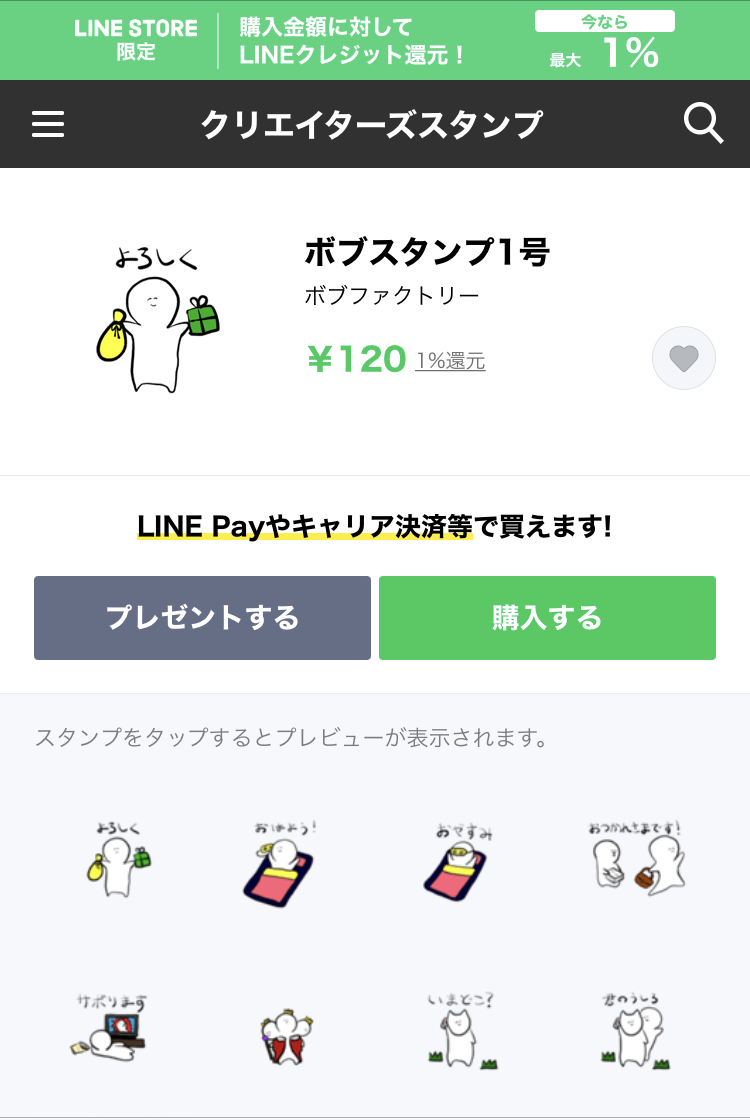 LINE STORE
限定
購入金額に対して
LINEクレジット還元！
今なら
最大 1%
クリエイターズスタンプ
よろしく
ボブスタンプ1号
ボブファクトリー
￥120 1%還元
LINE Payやキャリア決済等で買えます!
プレゼントする
購入する
スタンプをタップするとプレビューが表示されます。
よろしく
おはよう!
おやすみ
おつかれさまです!
サボります
いまどこ?
君のうしろ